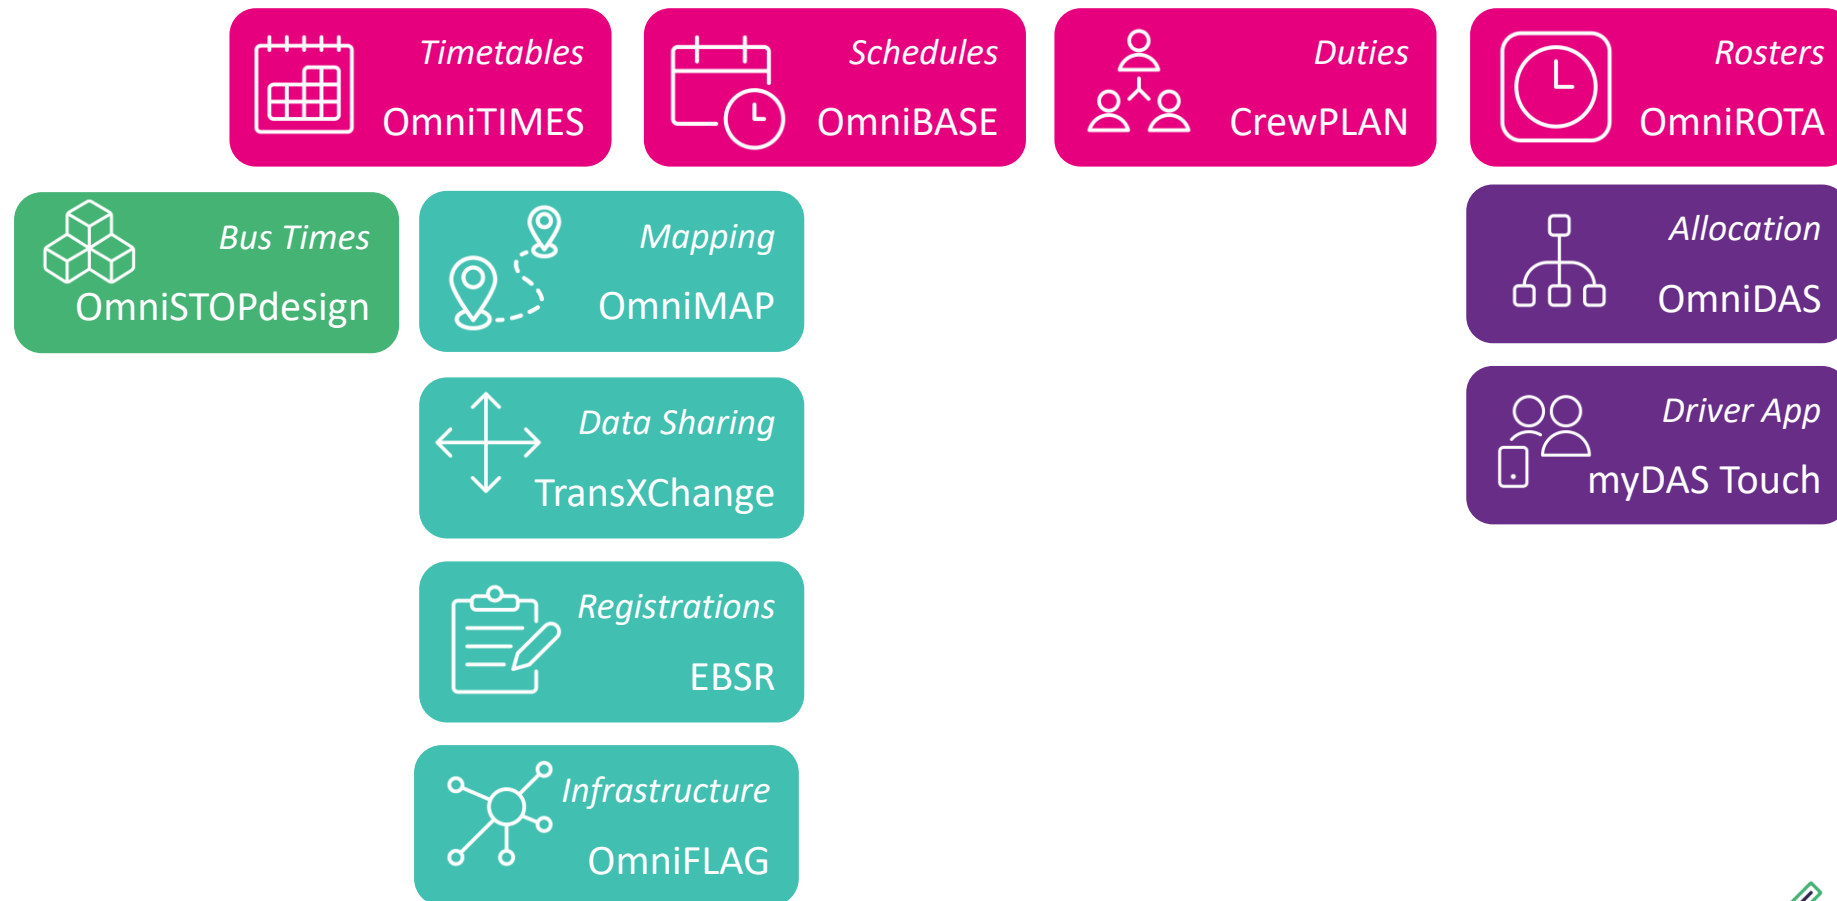 Timetables
OmniTIMES
Schedules
OmniBASE
Duties
CrewPLAN
Rosters
OmniROTA
Bus Times
OmniSTOPdesign
Mapping
OmniMAP
Allocation
OmniDAS
Data Sharing
TransXChange
Driver App
myDAS Touch
Registrations
EBSR
Infrastructure
OmniFLAG